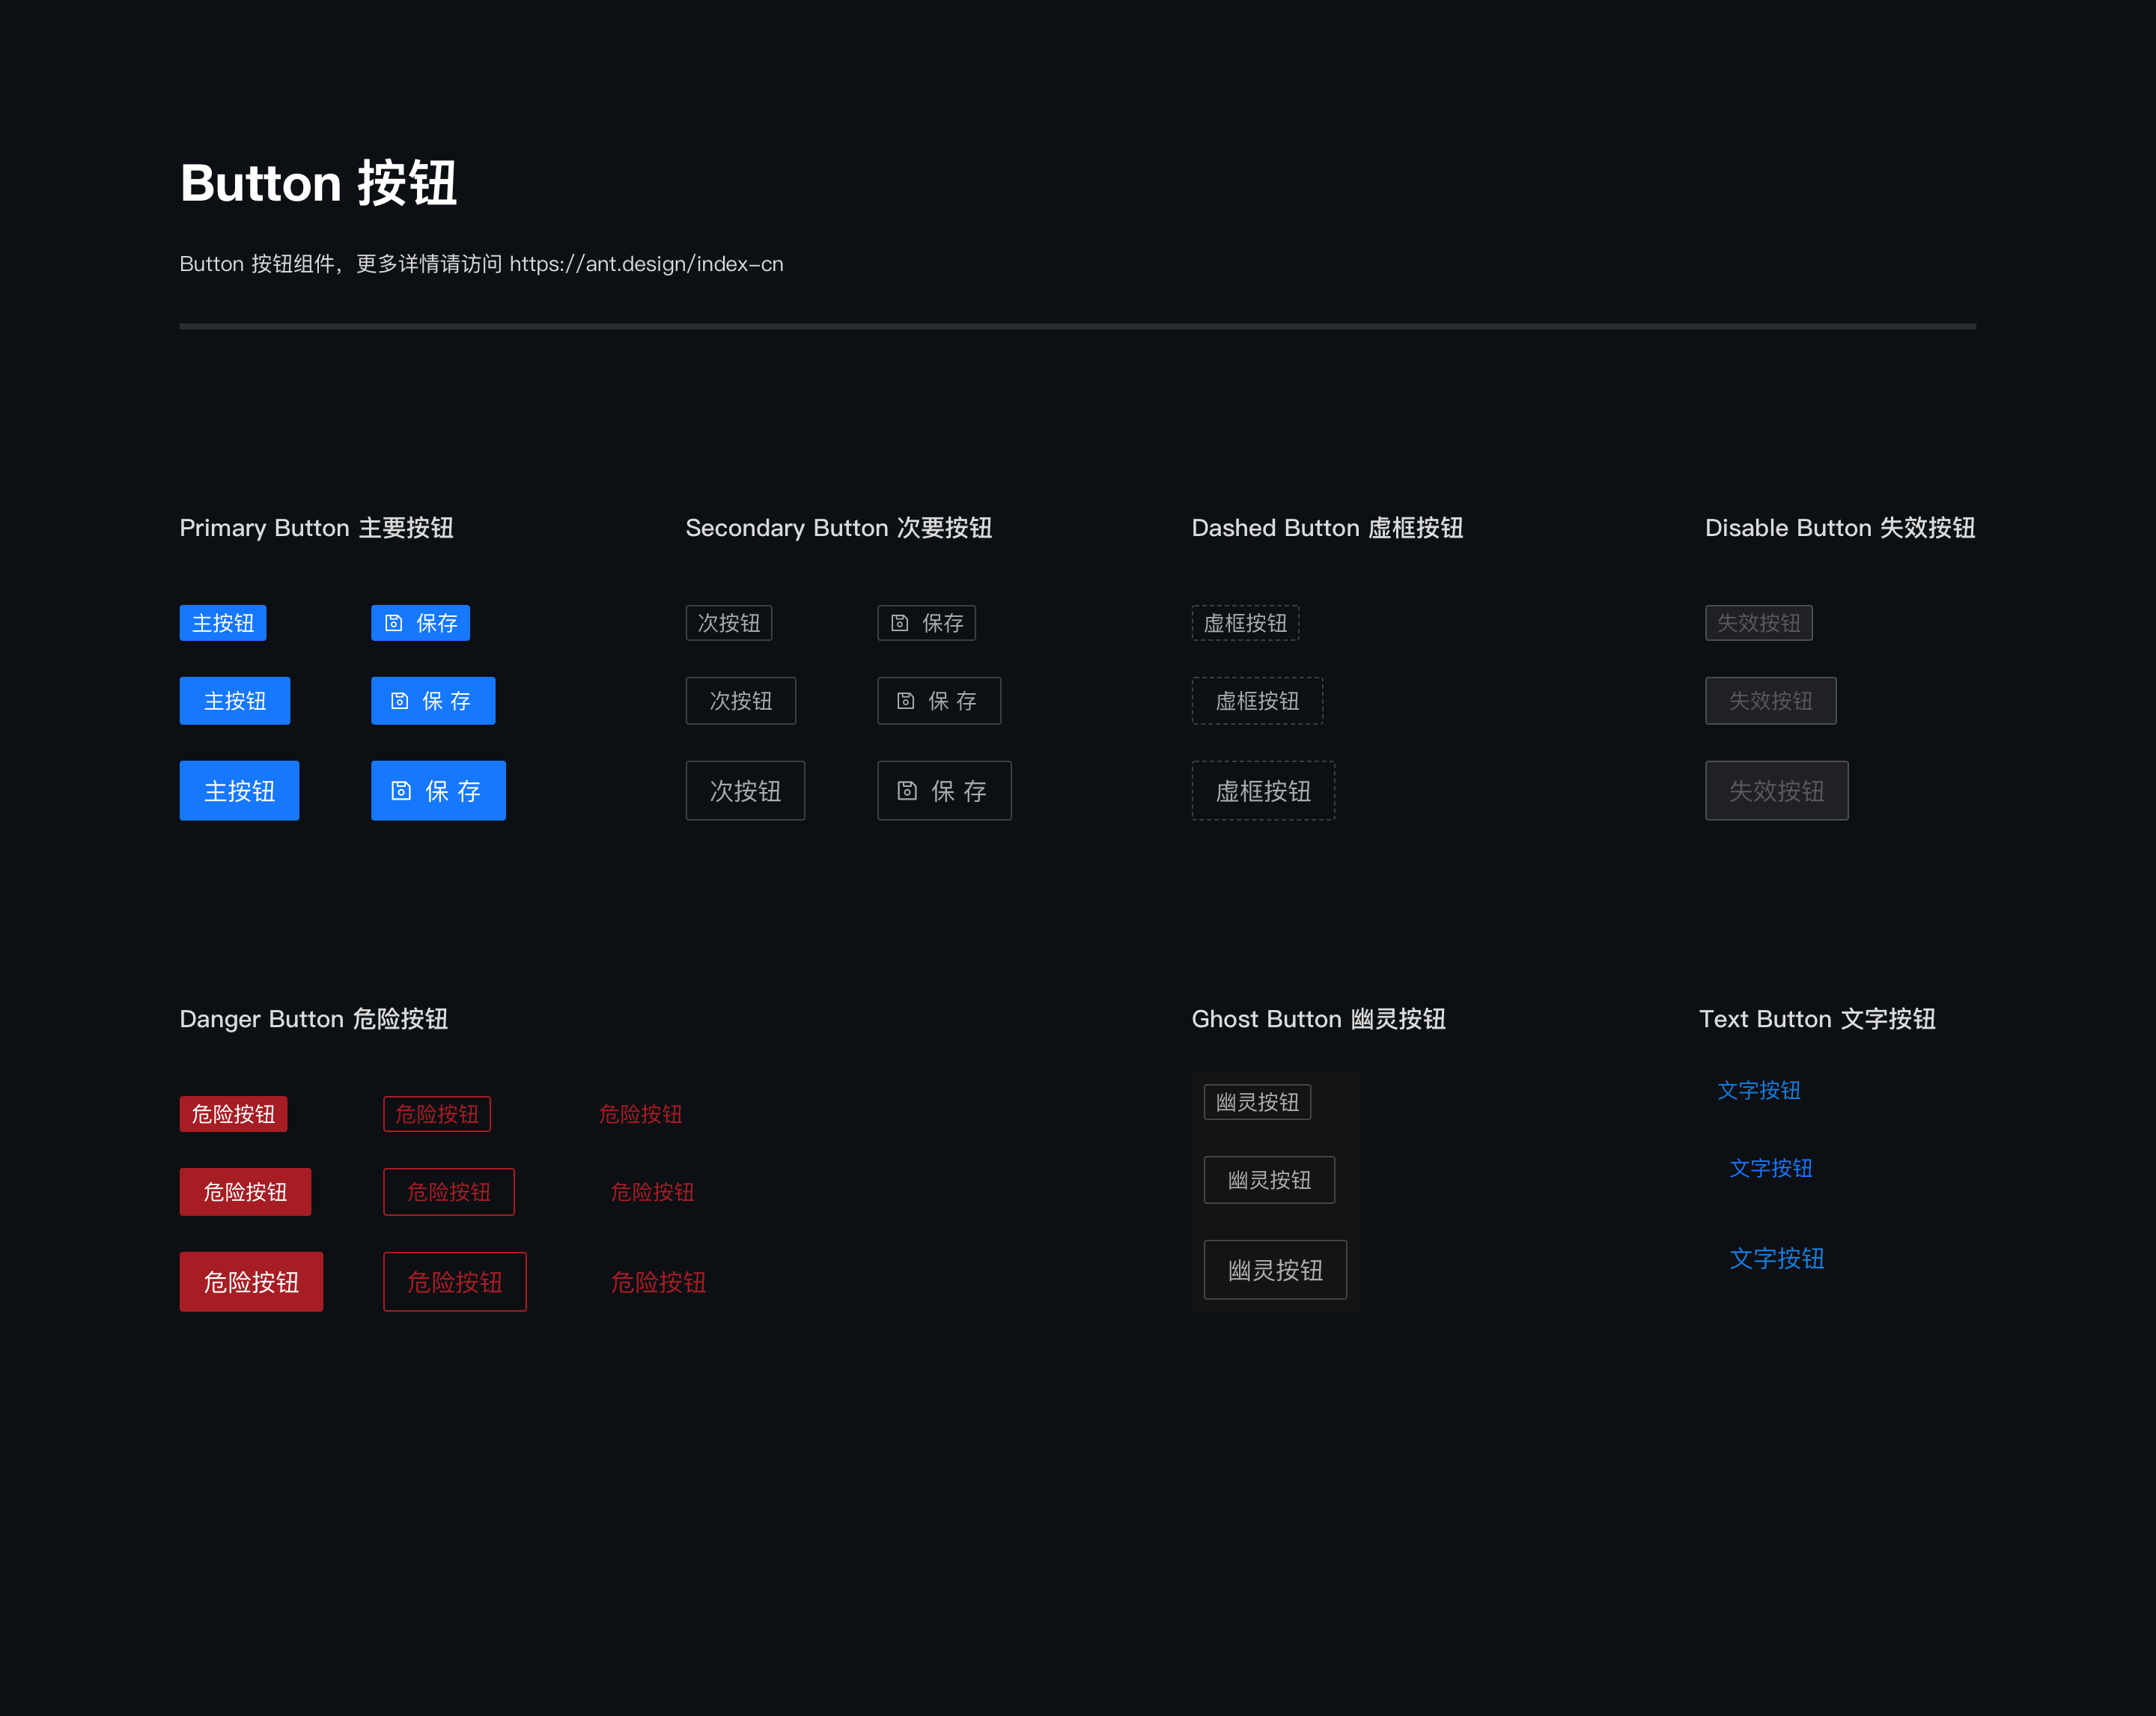 Button 按钮
Button 按钮组件，更多详情请访问 https://ant.design/index-cn
Primary Button 主要按钮
主按钮
保存
主按钮
保 存
主按钮
保 存
Secondary Button 次要按钮
次按钮
保存
次按钮
保 存
次按钮
保 存
Dashed Button 虚框按钮
虚框按钮
虚框按钮
虚框按钮
Disable Button 失效按钮
失效按钮
失效按钮
失效按钮
Danger Button 危险按钮
危险按钮
危险按钮
危险按钮
危险按钮
危险按钮
危险按钮
危险按钮
危险按钮
危险按钮
Ghost Button 幽灵按钮
幽灵按钮
幽灵按钮
幽灵按钮
Text Button 文字按钮
文字按钮
文字按钮
文字按钮